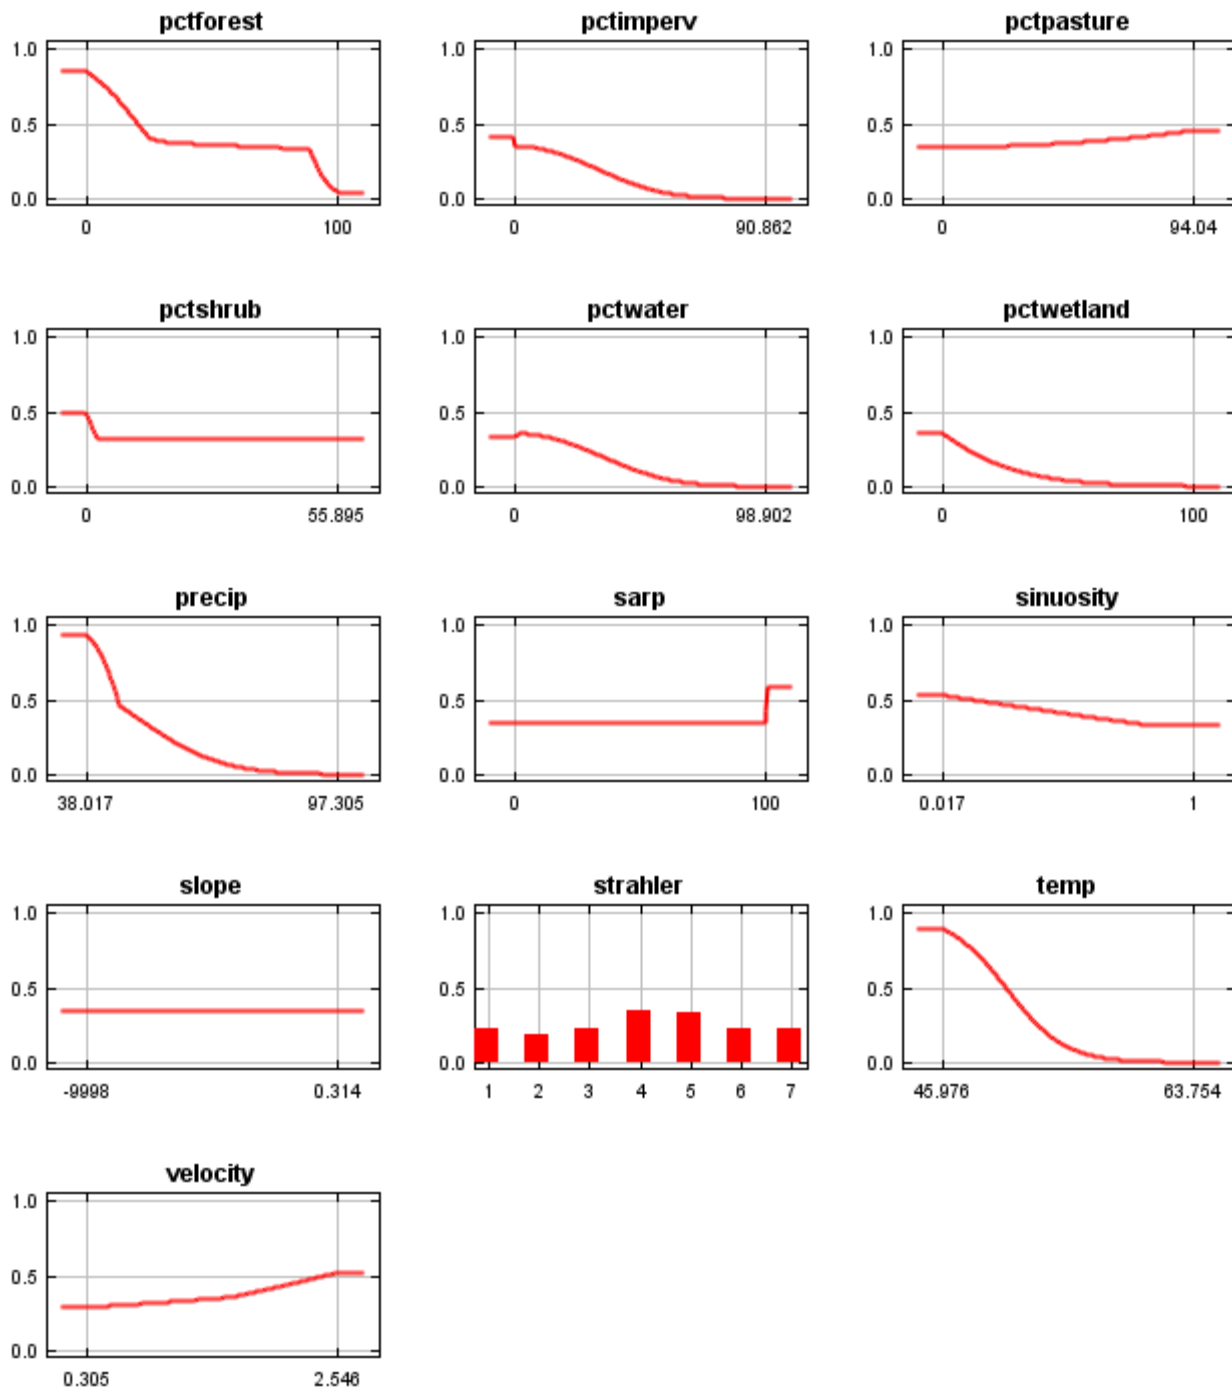 pctforest pctimperv pctpasture
1.0 1.0 1.0
0.5 0.5 0.5
0.0 0.0 0.0
0 100 0 90.862 0 94.04
pctshrub pctwater pctwetland
1.0 1.0 1.0
0.5 0.5 0.5
0.0 0.0 0.0
0 55.895 0 98.902 0 100
precip sarp sinuosity
1.0 1.0 1.0
0.5 0.5 0.5
0.0 0.0 0.0
38.017 97.305 0 100 0.017 1
slope strahler temp
1.0 1.0 1.0
0.5 0.5 0.5
0.0 0.0 0.0
-9998 0.314 1 2 3 4 5 6 7 45.976 63.754
velocity
1.0
0.5
0.0
0.305 2.546